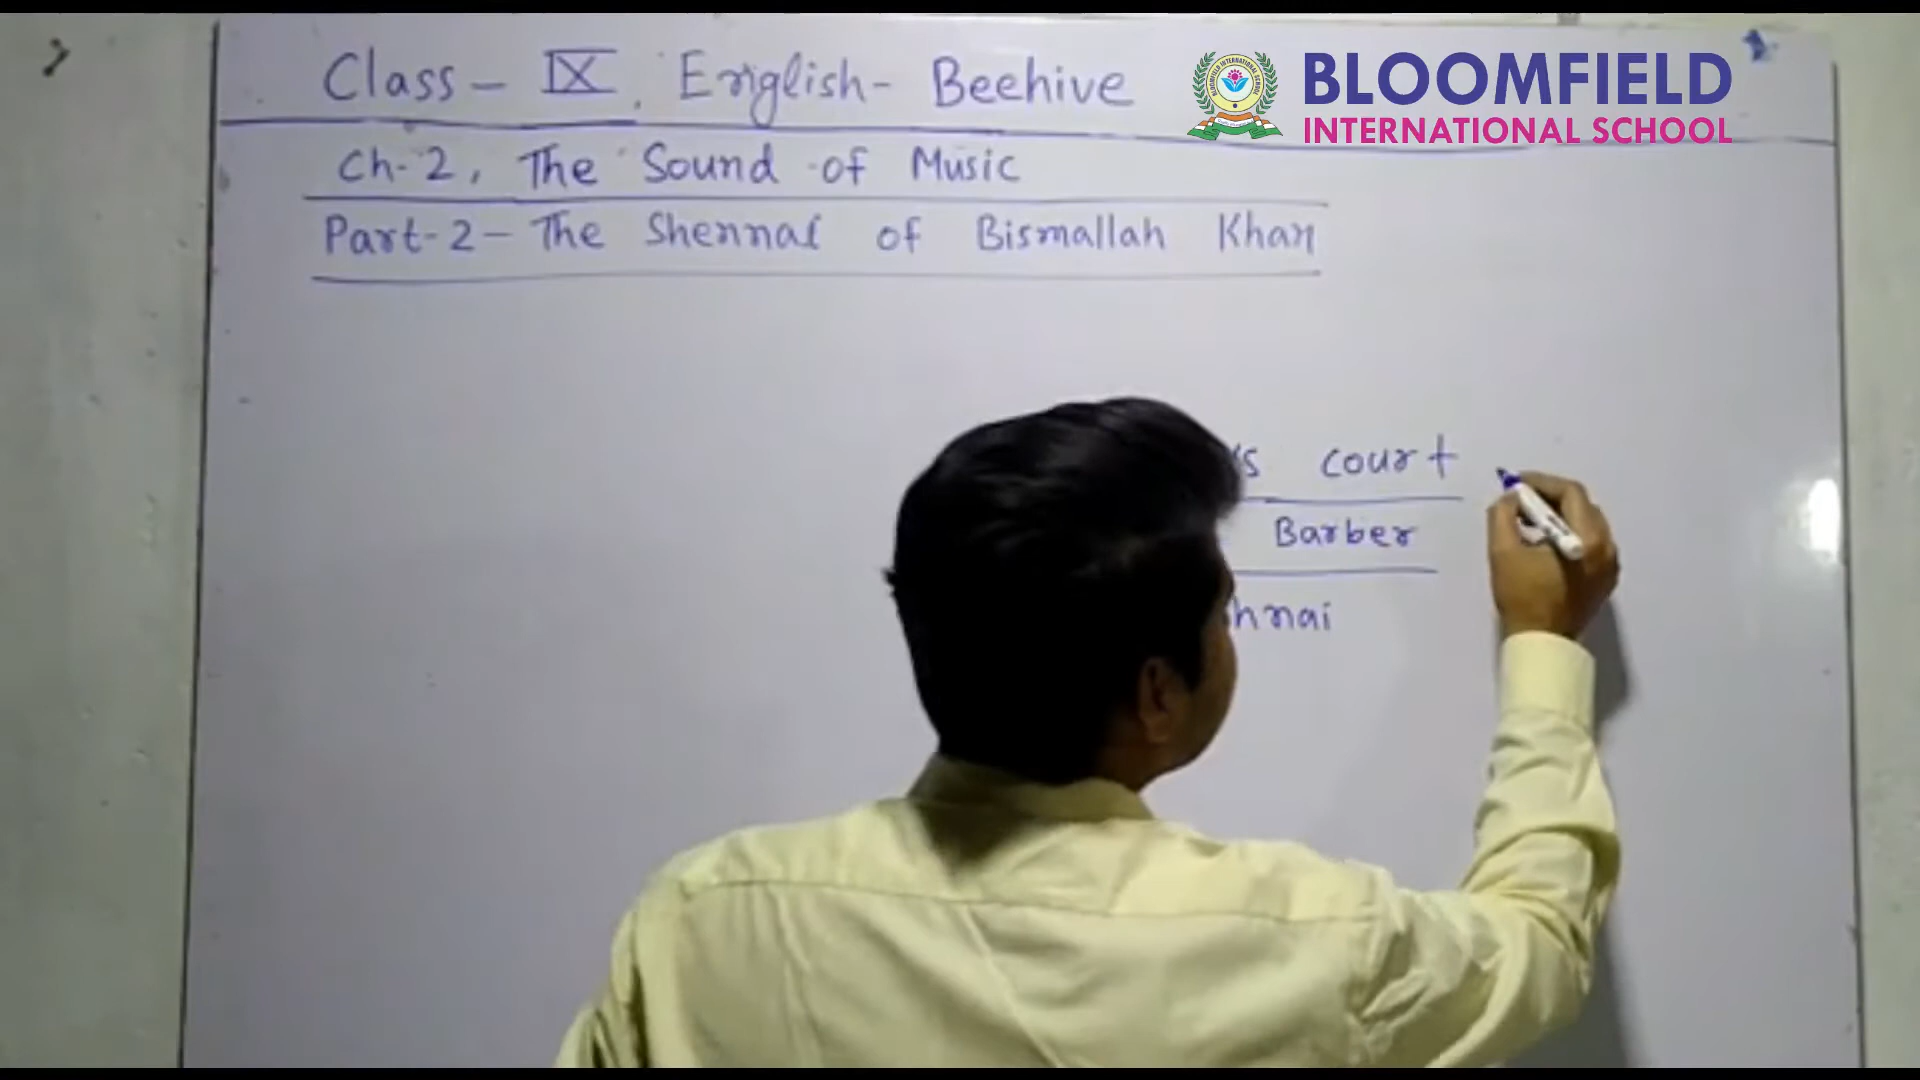 Class - IX, English - Beehive
BLOOMFIELD
INTERNATIONAL SCHOOL
Ch-2, The Sound of Music
Part-2 - The Shennai of Bismallah Khan
court
Barber
hnai